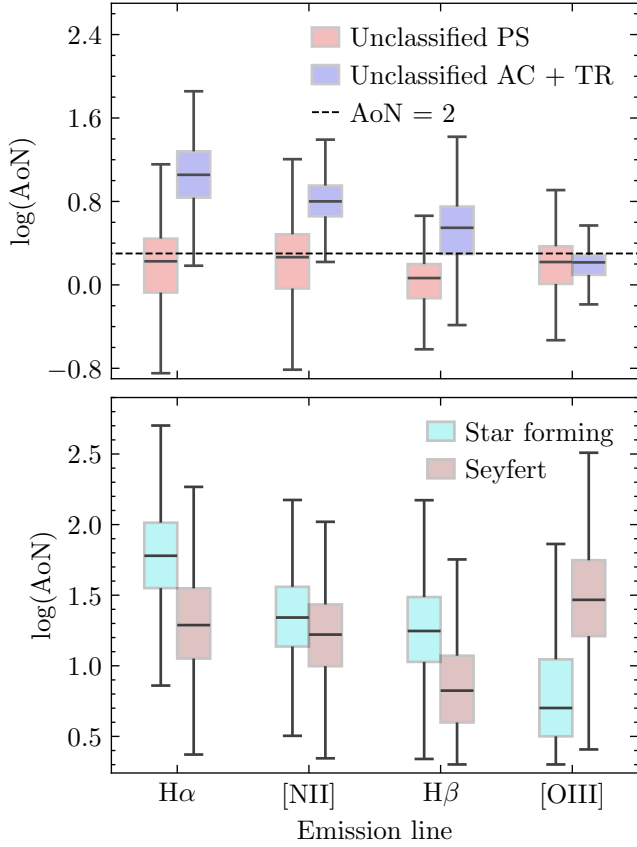 2.4
1.6
0.8
0.0
−0.8
log(AoN)
Unclassified PS
Unclassified AC + TR
AoN = 2
2.5
2.0
1.5
1.0
0.5
log(AoN)
Star forming
Seyfert
Hα
[NII]
Hβ
[OIII]
Emission line